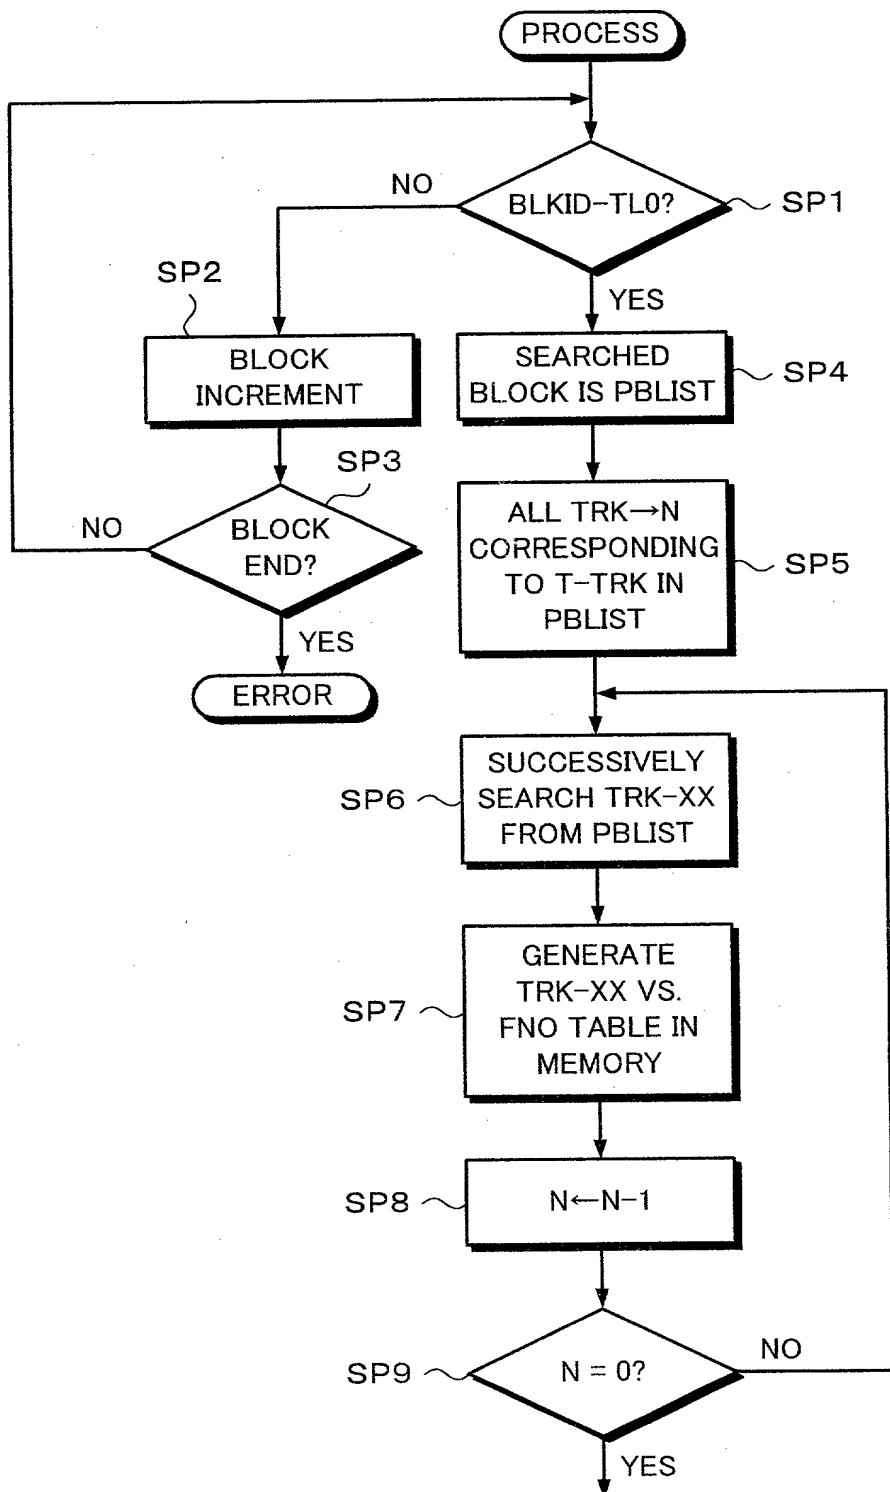 PROCESS
BLKID-TL0?
SP1
NO
YES
SP2
BLOCK
INCREMENT
SEARCHED
BLOCK IS PBLIST
SP4
SP3
NO
BLOCK
END?
YES
ERROR
ALL TRK→N
CORRESPONDING
TO T-TRK IN
PBLIST
SP5
SUCCESSIVELY
SEARCH TRK-XX
FROM PBLIST
SP6
GENERATE
TRK-XX VS.
FNO TABLE IN
MEMORY
SP7
SP8
N←N-1
SP9
N = 0?
NO
YES